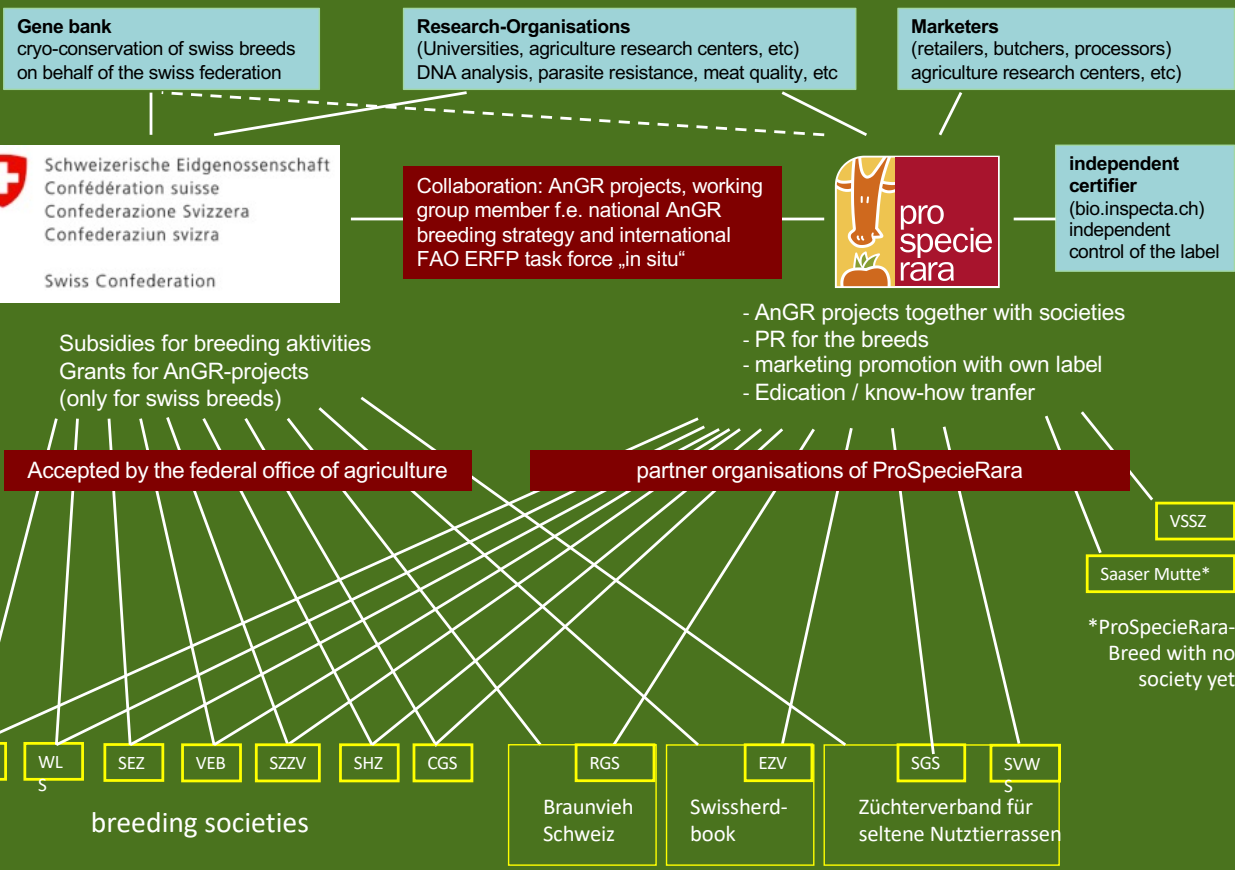 Gene bank
cryo-conservation of swiss breeds
on behalf of the swiss federation
Research-Organisations
(Universities, agriculture research centers, etc)
DNA analysis, parasite resistance, meat quality, etc
Marketers
(retailers, butchers, processors)
agriculture research centers, etc)
Schweizerische Eidgenossenschaft
Confédération suisse
Confederazione Svizzera
Confederaziun svizra
Swiss Confederation
Collaboration: AnGR projects, working
group member f.e. national AnGR
breeding strategy and international
FAO ERFP task force „in situ“
pro
specie
rara
independent
certifier
(bio.inspecta.ch)
independent
control of the label
Subsidies for breeding aktivities
Grants for AnGR-projects
(only for swiss breeds)
- AnGR projects together with societies
- PR for the breeds
- marketing promotion with own label
- Edication / know-how tranfer
Accepted by the federal office of agriculture
partner organisations of ProSpecieRara
VSSZ
Saaser Mutte*
*ProSpecieRara-
Breed with no
society yet
WL
S
SEZ
VEB
SZZV
SHZ
CGS
RGS
EZV
SGS
SVW
S
breeding societies
Braunvieh
Schweiz
Swissherd-
book
Züchterverband für
seltene Nutztierrassen